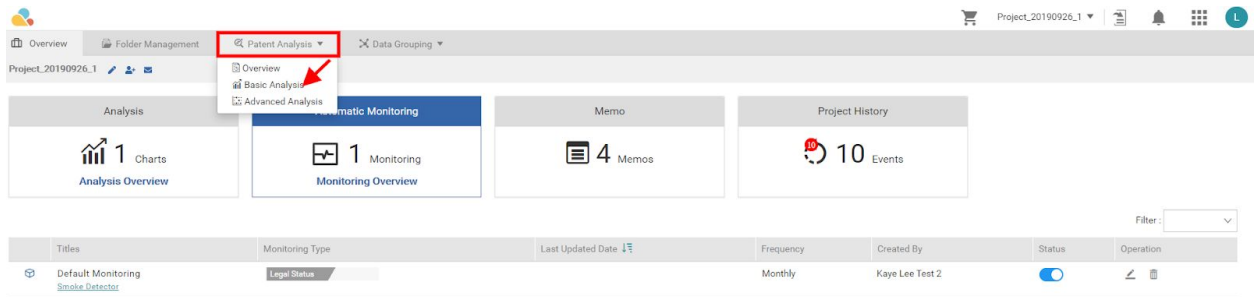 Project_20190926_1 ▼ L
Overview Folder Management Patent Analysis ▼ Data Grouping ▼
Project_20190926_1
Overview
Basic Analysis
Advanced Analysis
Analysis Automatic Monitoring Memo Project History
1 Charts 1 Monitoring 4 Memos 10 10 Events
Analysis Overview Monitoring Overview
Filter :
Titles Monitoring Type Last Updated Date Frequency Created By Status Operation
Default Monitoring Legal Status Monthly Kaye Lee Test 2
Smoke Detector